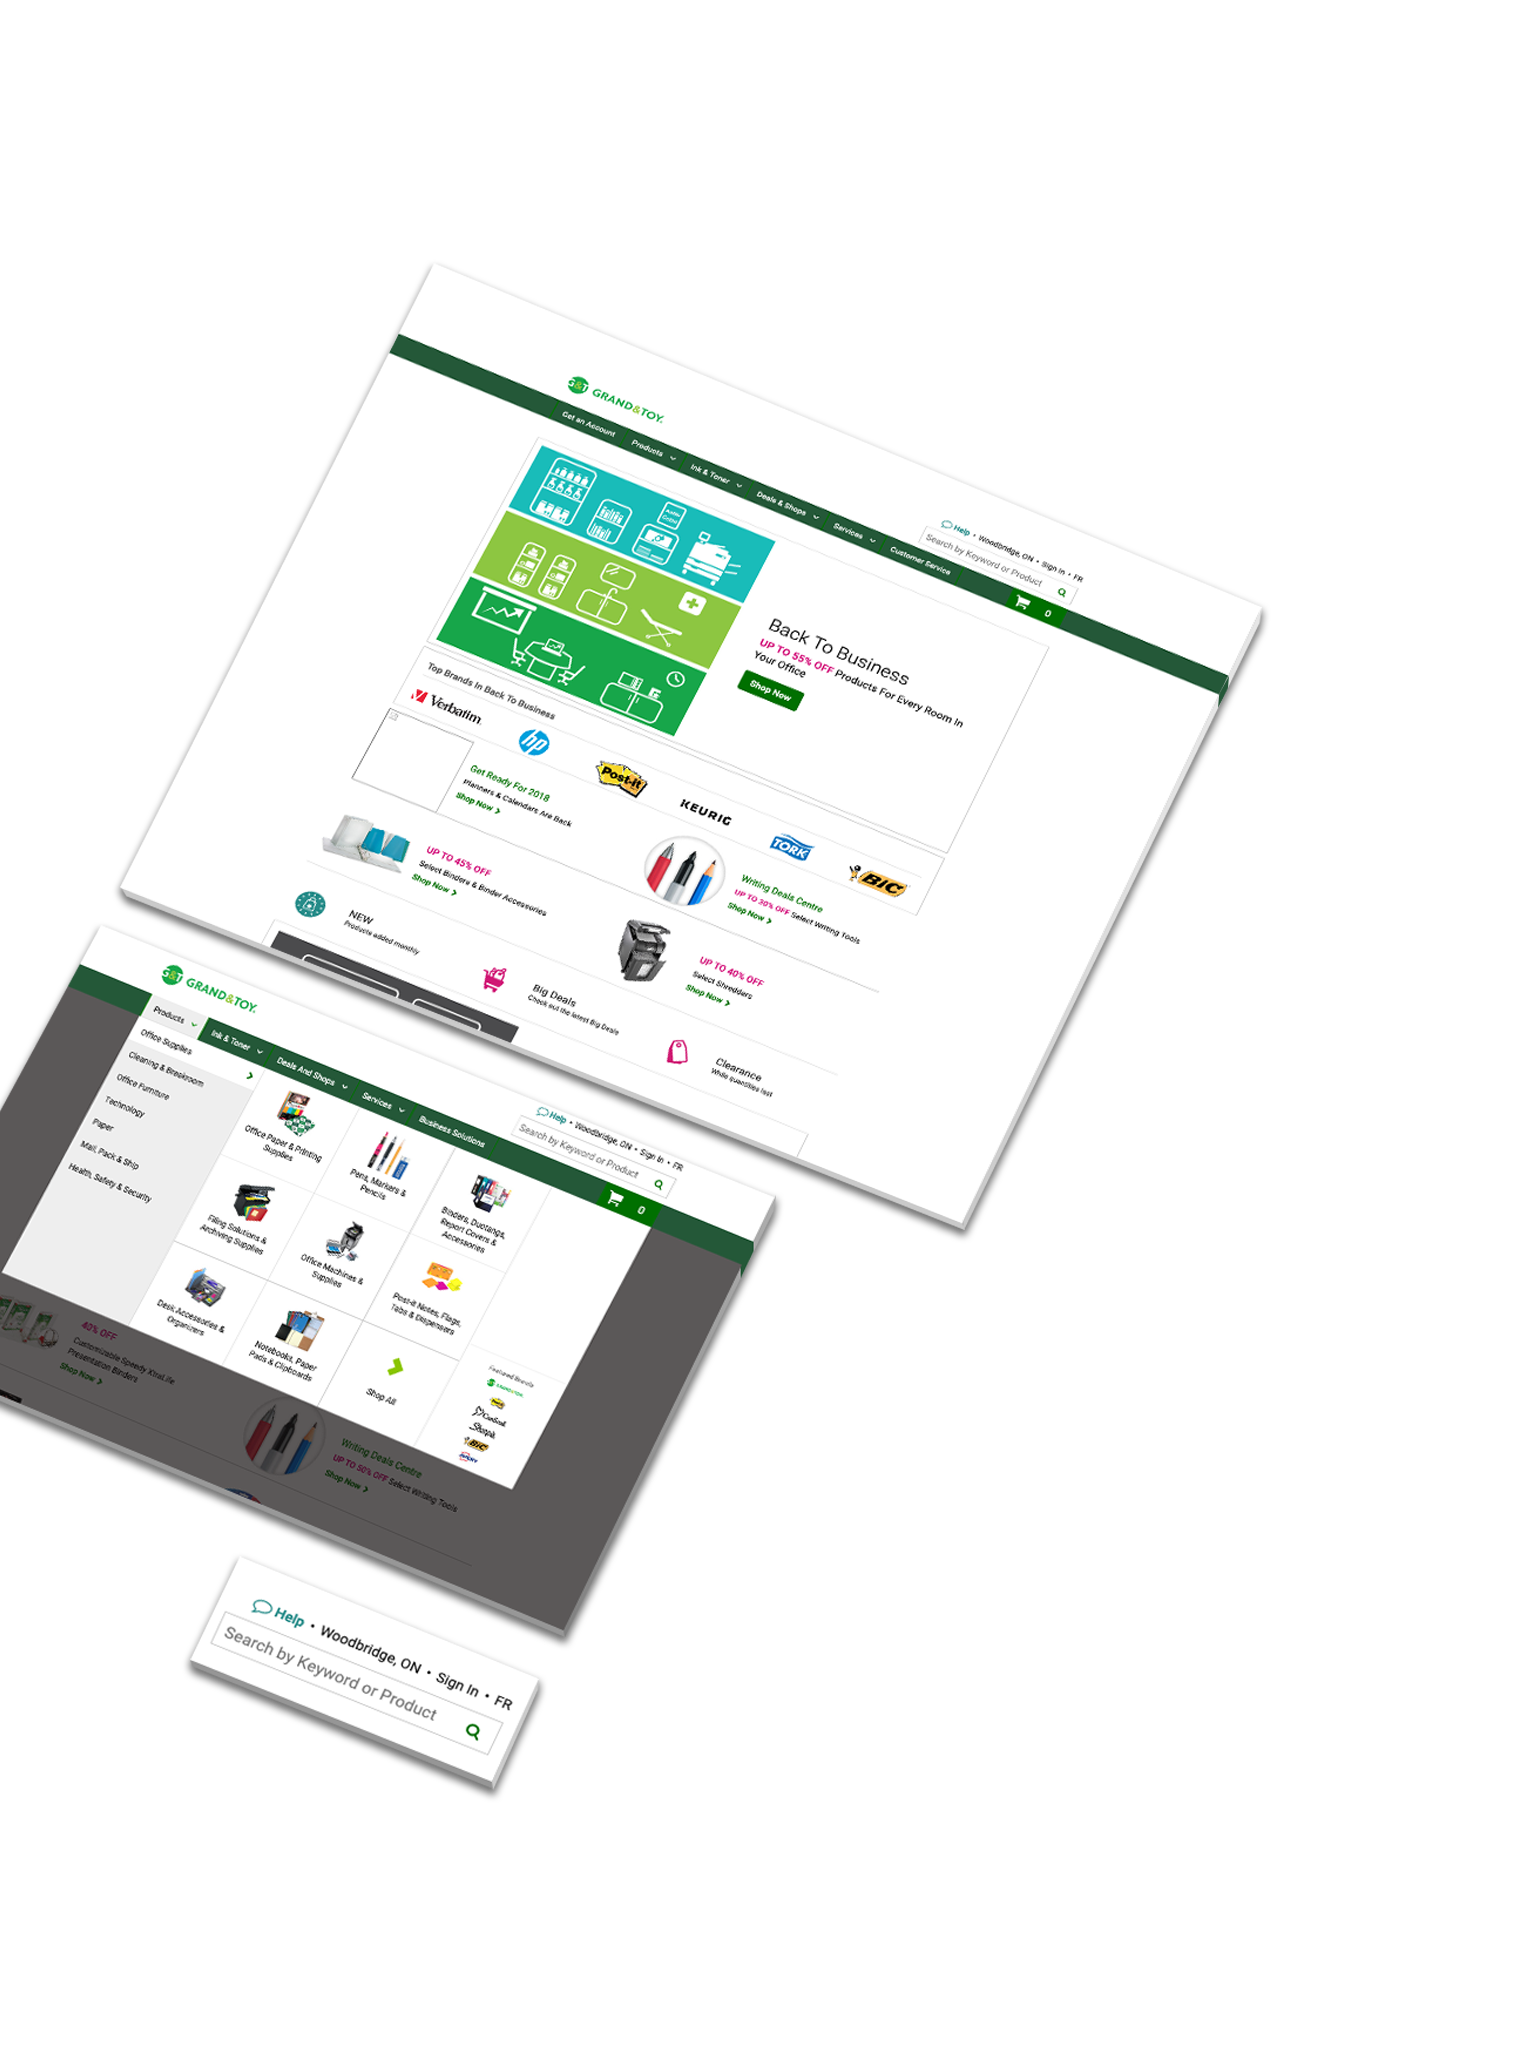 G&T GRAND&TOY.
Get an Account
Products
Ink & Toner
Deals & Shops
Services
Customer Service
Help • Woodbridge, ON • Sign In • FR
Search by Keyword or Product
0
Back To Business
UP TO 55% OFF Products For Every Room In
Your Office
Shop Now
Top Brands In Back To Business
Verbatim
hp
Post-it
KEURIG
TORK
BIC
Get Ready For 2018
Planners & Calendars Are Back
Shop Now
UP TO 45% OFF
Select Binders & Binder Accessories
Shop Now
Writing Deals Centre
UP TO 30% OFF Select Writing Tools
Shop Now
UP TO 40% OFF
Select Shredders
Shop Now
NEW
Products added monthly
Big Deals
Check out the latest Big Deals
Clearance
While quantities last
G&T GRAND&TOY.
Products
Ink & Toner
Deals And Shops
Services
Business Solutions
Help • Woodbridge, ON • Sign In • FR
Search by Keyword or Product
0
Office Supplies
Cleaning & Breakroom
Office Furniture
Technology
Paper
Mail, Pack & Ship
Health, Safety & Security
Office Paper & Printing
Supplies
Pens, Markers &
Pencils
Binders, Duotangs,
Report Covers &
Accessories
Filing Solutions &
Archiving Supplies
Office Machines &
Supplies
Post-it Notes, Flags,
Tabs & Dispensers
Desk Accessories &
Organizers
Notebooks, Paper
Pads & Clipboards
Shop All
Featured Brands
GRAND&TOY
Post-it
Sharpie
BIC
AVERY
40% OFF
Customizable Speedy XtraLife
Presentation Binders
Shop Now
Writing Deals Centre
UP TO 50% OFF Select Writing Tools
Shop Now
Help • Woodbridge, ON • Sign In • FR
Search by Keyword or Product